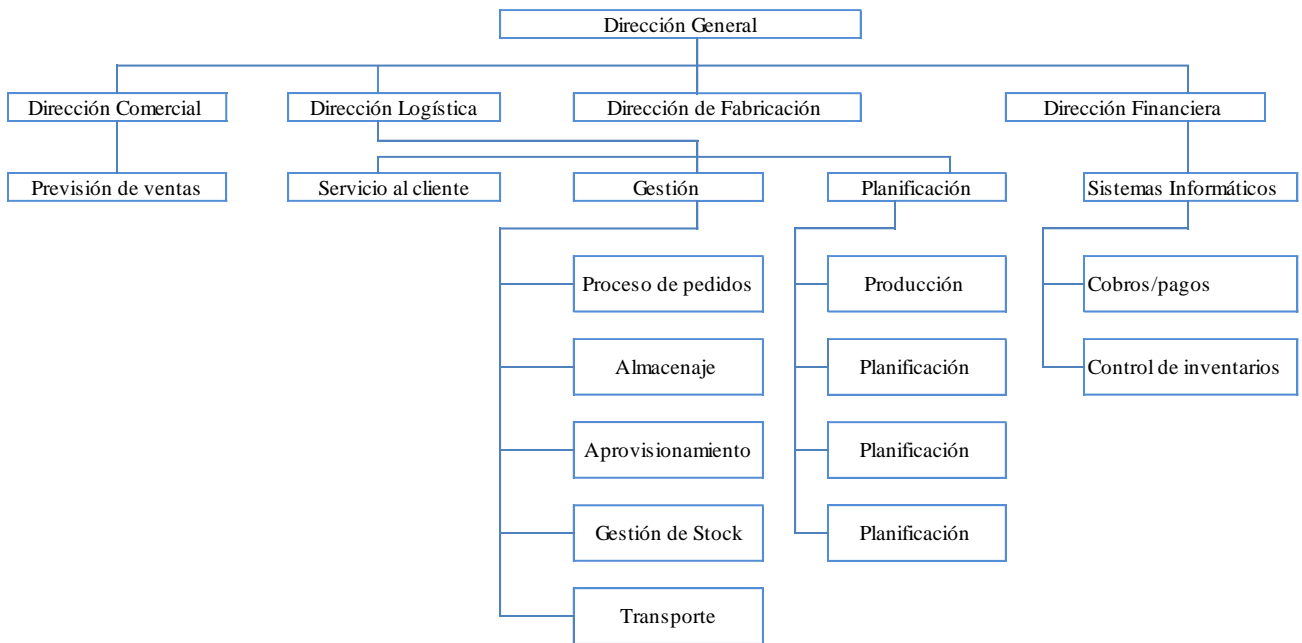 Dirección General
Dirección Comercial
Dirección Logística
Dirección de Fabricación
Dirección Financiera
Previsión de ventas
Servicio al cliente
Gestión
Planificación
Sistemas Informáticos
Proceso de pedidos
Producción
Cobros/pagos
Almacenaje
Planificación
Control de inventarios
Aprovisionamiento
Planificación
Gestión de Stock
Planificación
Transporte